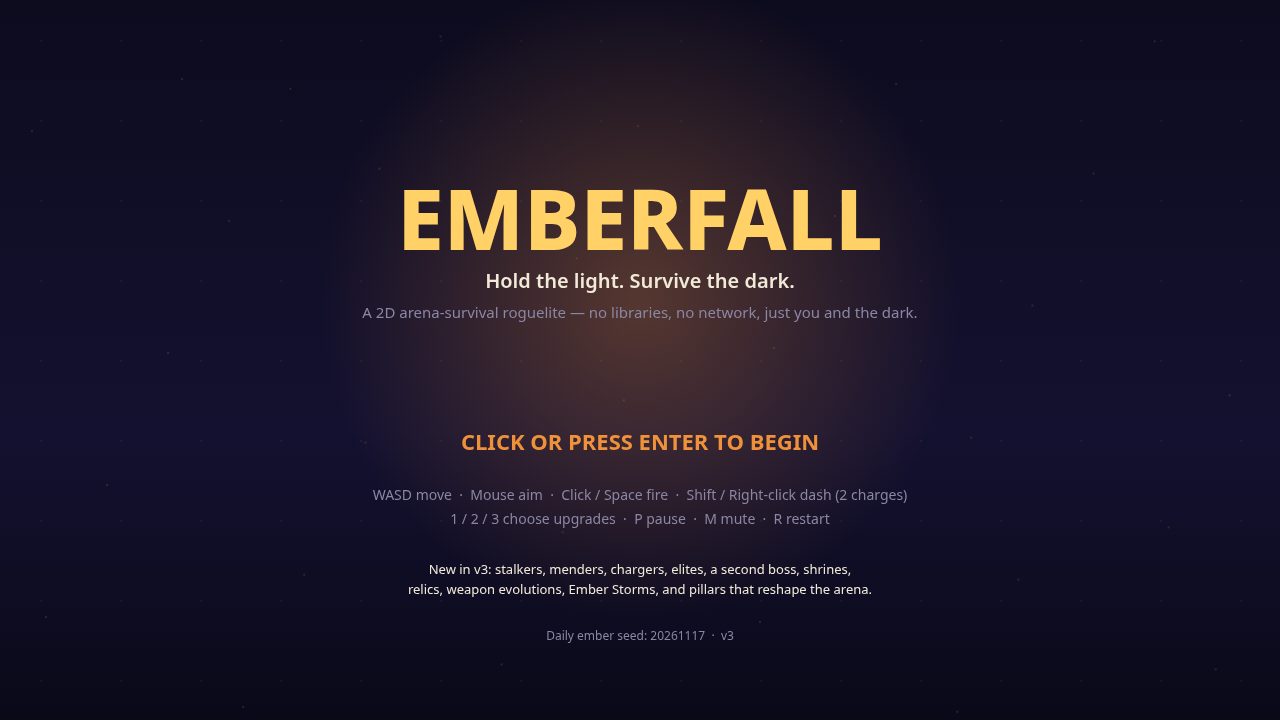 EMBERFALL
Hold the light. Survive the dark.
A 2D arena-survival roguelite — no libraries, no network, just you and the dark.
CLICK OR PRESS ENTER TO BEGIN
WASD move · Mouse aim · Click / Space fire · Shift / Right-click dash (2 charges)
1 / 2 / 3 choose upgrades · P pause · M mute · R restart
New in v3: stalkers, menders, chargers, elites, a second boss, shrines,
relics, weapon evolutions, Ember Storms, and pillars that reshape the arena.
Daily ember seed: 20261117 · v3